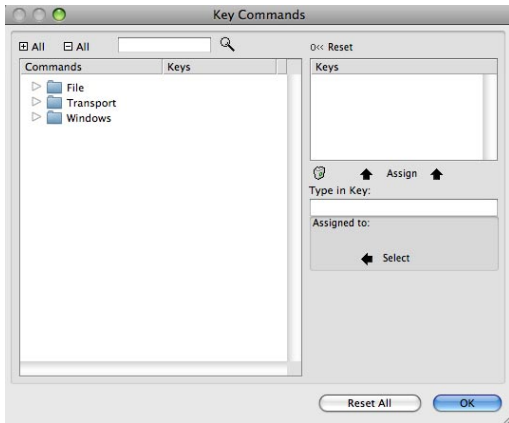 Key Commands
All All
0<< Reset
Commands Keys
Keys
File
Transport
Windows
Assign
Type in Key:
Assigned to:
Select
Reset All OK